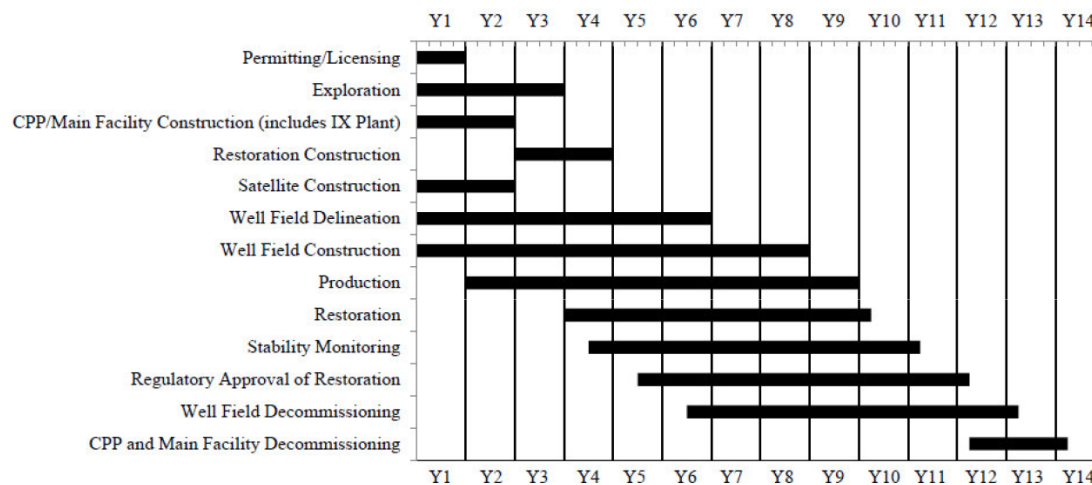 Y1 Y2 Y3 Y4 Y5 Y6 Y7 Y8 Y9 Y10 Y11 Y12 Y13 Y14
Permitting/Licensing
Exploration
CPP/Main Facility Construction (includes IX Plant)
Restoration Construction
Satellite Construction
Well Field Delineation
Well Field Construction
Production
Restoration
Stability Monitoring
Regulatory Approval of Restoration
Well Field Decommissioning
CPP and Main Facility Decommissioning
Y1 Y2 Y3 Y4 Y5 Y6 Y7 Y8 Y9 Y10 Y11 Y12 Y13 Y14